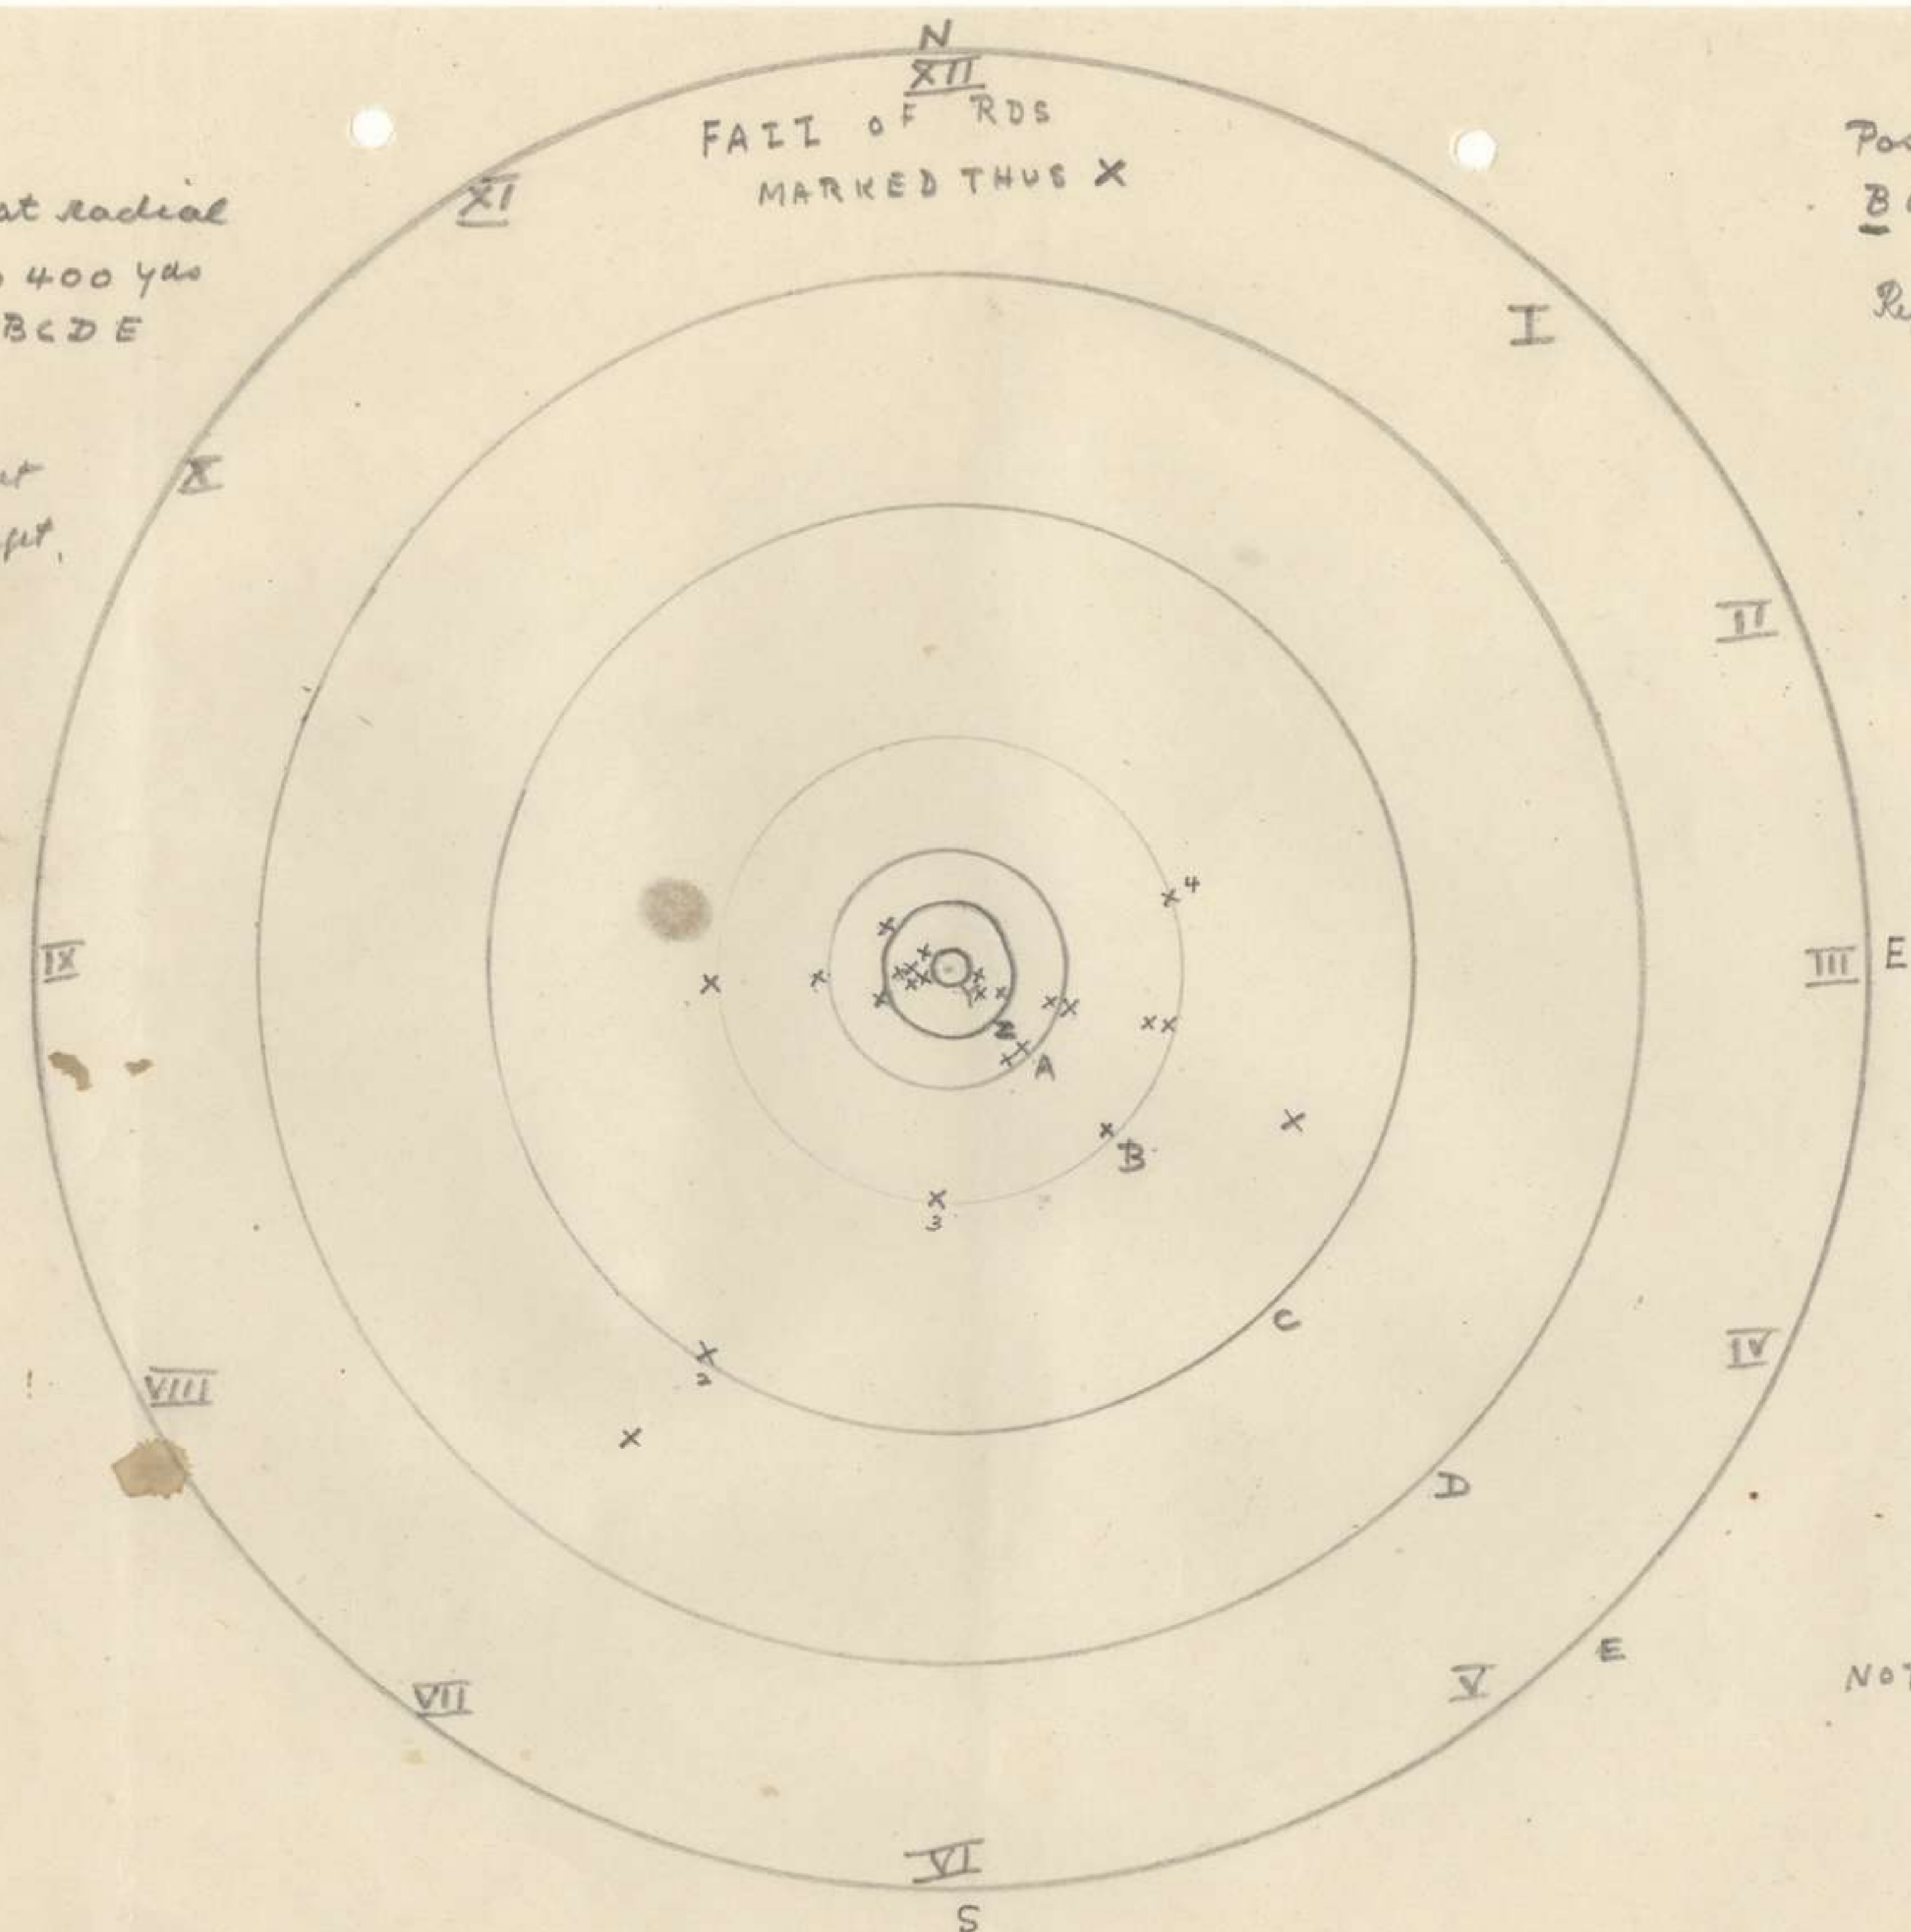 N
XII
FALL OF RDS
MARKED THUS X
XI
at radial
400 yds
B C D E
X
I
II
IX
III E
4
Z
Y
A
B
3
C
2
IV
VIII
D
E
V
VII
VI
S
B